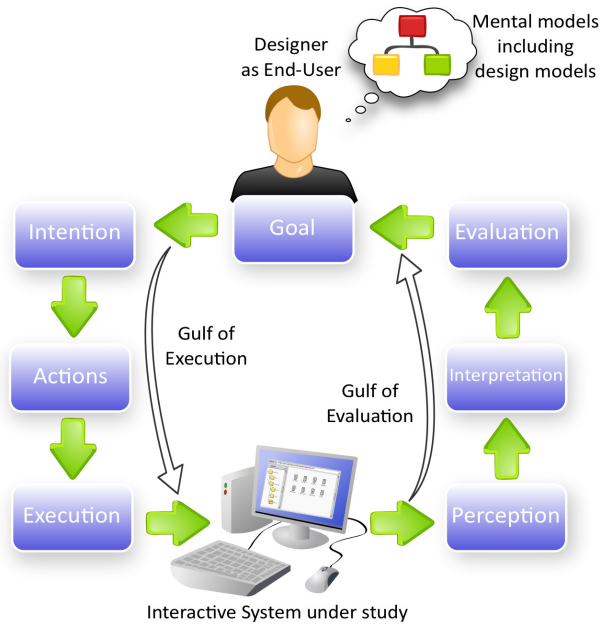 Designer
as End-User
Mental models
including
design models
Intention
Goal
Evaluation
Gulf of
Execution
Actions
Interpretation
Gulf of
Evaluation
Execution
Perception
Interactive System under study